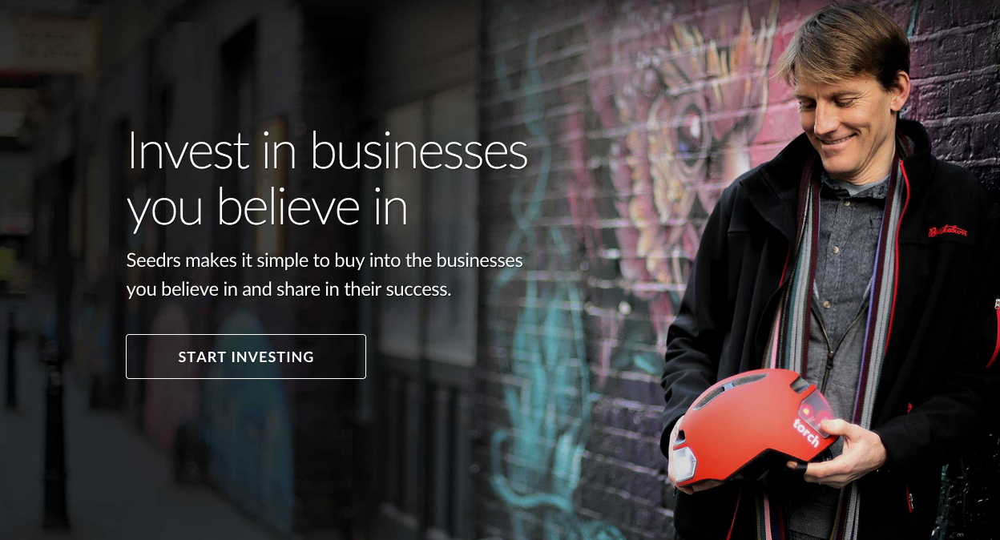 Invest in businesses
you believe in
Seedrs makes it simple to buy into the businesses
you believe in and share in their success.
START INVESTING
torch